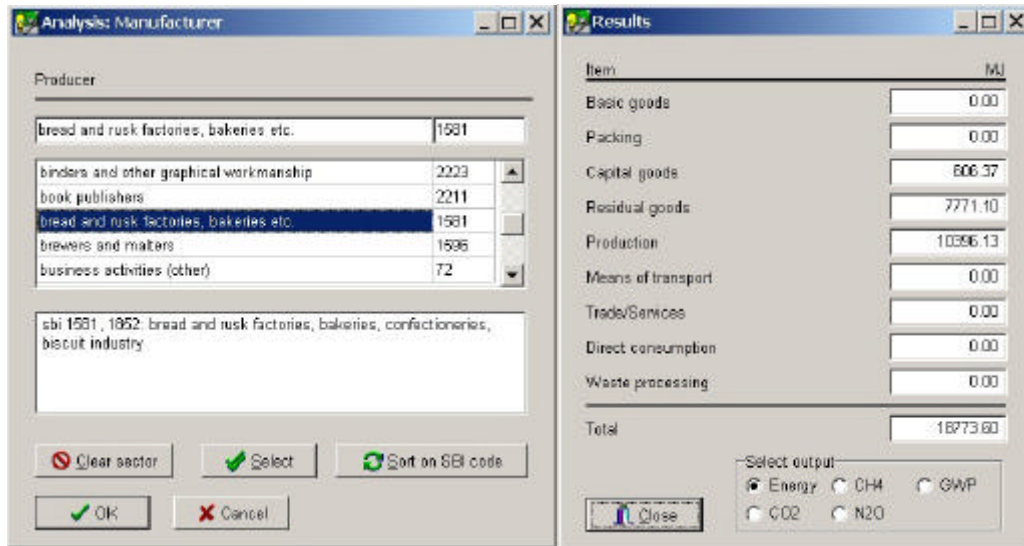 Analysis: Manufacturer
Producer
bread and rusk factories, bakeries etc. 1581
binders and other graphical workmanship 2223
book publishers 2211
bread and rusk factories, bakeries etc. 1581
brewers and malters 1596
business activities (other) 72
sbi 1581, 1852: bread and rusk factories, bakeries, confectioneries,
biscuit industry
Clear sector Select Sort on SBI code
OK Cancel
Results
Item MJ
Basic goods 0.00
Packing 0.00
Capital goods 606.37
Residual goods 7771.10
Production 10396.13
Means of transport 0.00
Trade/Services 0.00
Direct consumption 0.00
Waste processing 0.00
Total 18773.60
Select output
Energy CH4 GWP
CO2 N2O
Close